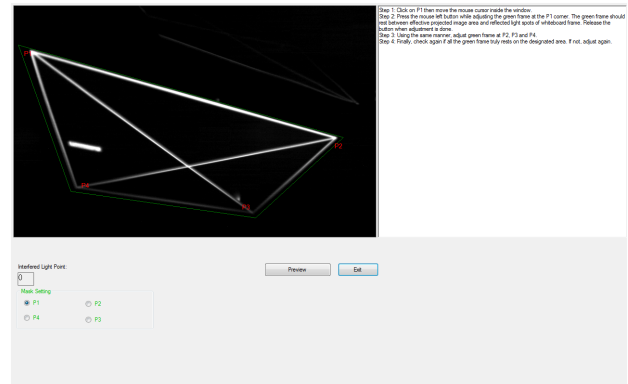 Step 1: Click on P1 then move the mouse cursor inside the window.
Step 2: Press the mouse left button while adjusting the green frame at the P1 corner. The green frame should
rest between effective projected image area and reflected light spots of whiteboard frame. Release the
button when adjustment is done .
Step 3: Using the same manner, adjust green frame at P2, P3 and P4.
Step 4: Finally, check again if all the green frame truly rests on the designated area. If not, adjust again.
P1
P2
P4
P3
Interfered Light Point:
0
Preview
Exit
Mask Setting
P1
P2
P4
P3